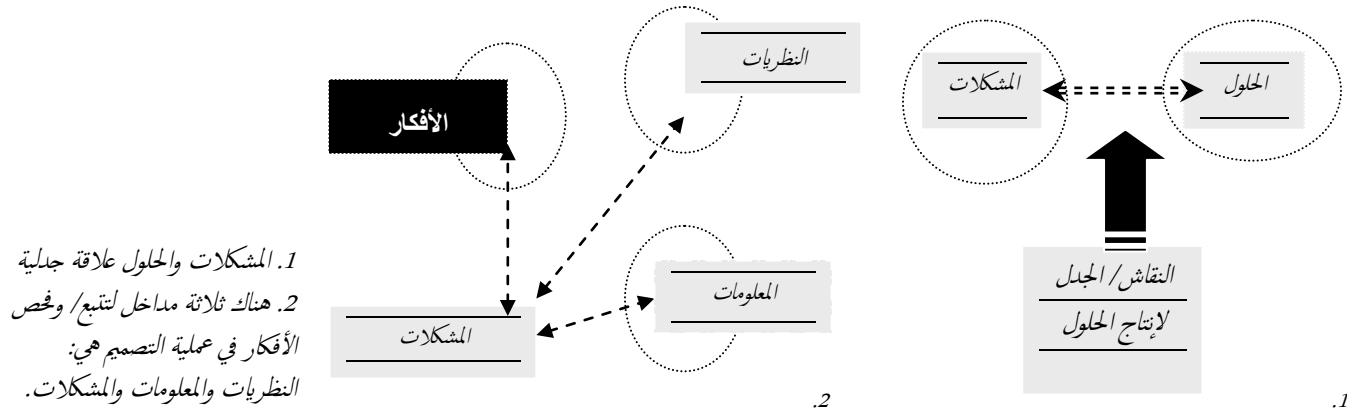 المشكلات
الحلول
النقاش/ الجدل
لإنتاج الحلول
.1
النظريات
الأفكار
المعلومات
المشكلات
.2
1. المشكلات والحلول علاقة جدلية
2. هناك ثلاثة مداخل لتتبع/ وفحص
الأفكار في عملية التصميم هي:
النظريات والمعلومات والمشكلات.